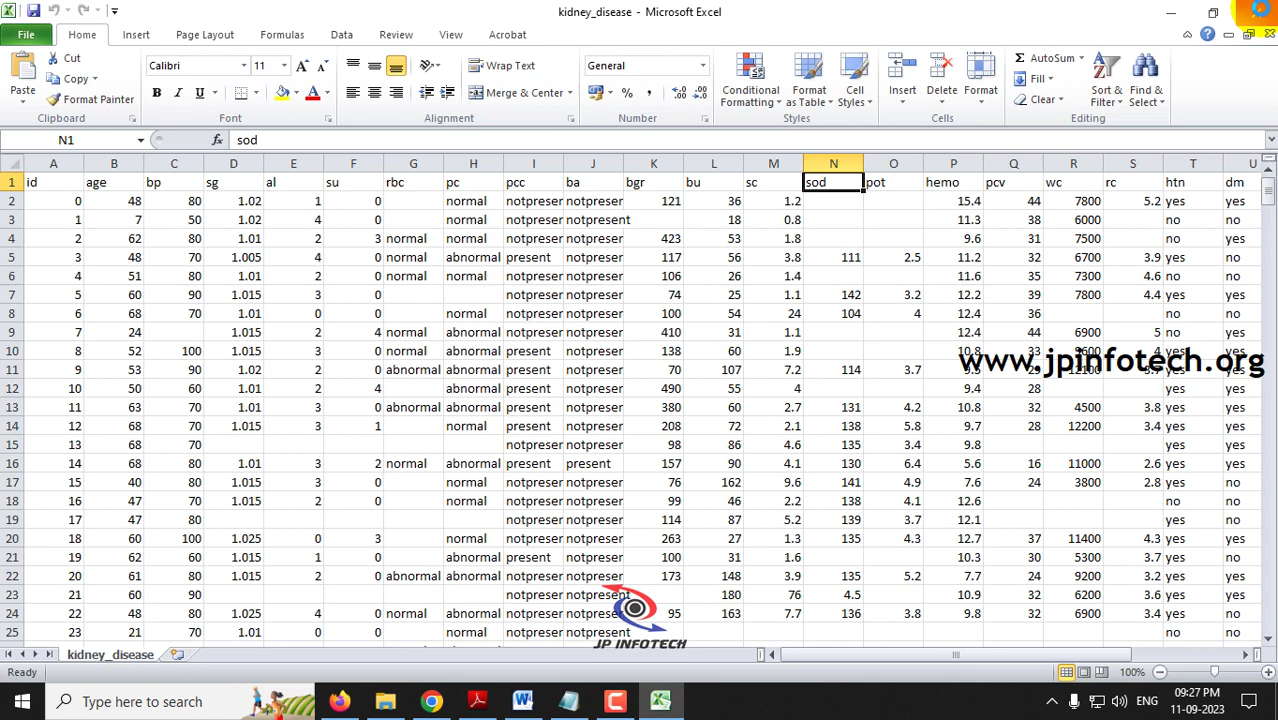 kidney_disease - Microsoft Excel
File Home Insert Page Layout Formulas Data Review View Acrobat
Paste Cut Copy Format Painter Clipboard
Calibri 11 A A B I U A Font
Wrap Text Merge & Center Alignment
General % , Number
Conditional Formatting Format as Table Cell Styles Styles
Insert Delete Format Cells
AutoSum Fill Clear Sort & Filter Find & Select Editing
N1 fx sod
A B C D E F G H I J K L M N O P Q R S T U
1 id age bp sg al su rbc pc pcc ba bgr bu sc sod pot hemo pcv wc rc htn dm
2 0 48 80 1.02 1 0 normal notpreser notpreser 121 36 1.2 15.4 44 7800 5.2 yes yes
3 1 7 50 1.02 4 0 normal notpreser notpresent 18 0.8 11.3 38 6000 no no
4 2 62 80 1.01 2 3 normal normal notpreser notpreser 423 53 1.8 9.6 31 7500 no yes
5 3 48 70 1.005 4 0 normal abnormal present notpreser 117 56 3.8 111 2.5 11.2 32 6700 3.9 yes no
6 4 51 80 1.01 2 0 normal normal notpreser notpreser 106 26 1.4 11.6 35 7300 4.6 no no
7 5 60 90 1.015 3 0 notpreser notpreser 74 25 1.1 142 3.2 12.2 39 7800 4.4 yes yes
8 6 68 70 1.01 0 0 normal notpreser notpreser 100 54 24 104 4 12.4 36 no no
9 7 24 1.015 2 4 normal abnormal notpreser notpreser 410 31 1.1 12.4 44 6900 5 no yes
10 8 52 100 1.015 3 0 normal abnormal present notpreser 138 60 1.9 10.8 33 9600 4 yes yes
www.jpinfotech.org
11 9 53 90 1.02 2 0 abnormal abnormal present notpreser 70 107 7.2 114 3.7 12100 yes
12 10 50 60 1.01 2 4 abnormal present notpreser 490 55 4 9.4 28 yes yes
13 11 63 70 1.01 3 0 abnormal abnormal present notpreser 380 60 2.7 131 4.2 10.8 32 4500 3.8 yes yes
14 12 68 70 1.015 3 1 normal present notpreser 208 72 2.1 138 5.8 9.7 28 12200 3.4 yes yes
15 13 68 70 notpreser notpreser 98 86 4.6 135 3.4 9.8 yes yes
16 14 68 80 1.01 3 2 normal abnormal present present 157 90 4.1 130 6.4 5.6 16 11000 2.6 yes yes
17 15 40 80 1.015 3 0 normal notpreser notpreser 76 162 9.6 141 4.9 7.6 24 3800 2.8 yes no
18 16 47 70 1.015 2 0 normal notpreser notpreser 99 46 2.2 138 4.1 12.6 no no
19 17 47 80 notpreser notpreser 114 87 5.2 139 3.7 12.1 yes no
20 18 60 100 1.025 0 3 normal notpreser notpreser 263 27 1.3 135 4.3 12.7 37 11400 4.3 yes yes
21 19 62 60 1.015 1 0 abnormal present notpreser 100 31 1.6 10.3 30 5300 3.7 yes no
22 20 61 80 1.015 2 0 abnormal abnormal notpreser notpreser 173 148 3.9 135 5.2 7.7 24 9200 3.2 yes yes
23 21 60 90 notpreser notpresent 180 76 4.5 10.9 32 6200 3.6 yes yes
24 22 48 80 1.025 4 0 normal abnormal notpreser notpreser 95 163 7.7 136 3.8 9.8 32 6900 3.4 yes no
25 23 21 70 1.01 0 0 normal notpreser notpresent no no
JP INFOTECH
kidney_disease
Ready 100%
Type here to search ENG 09:27 PM
11-09-2023